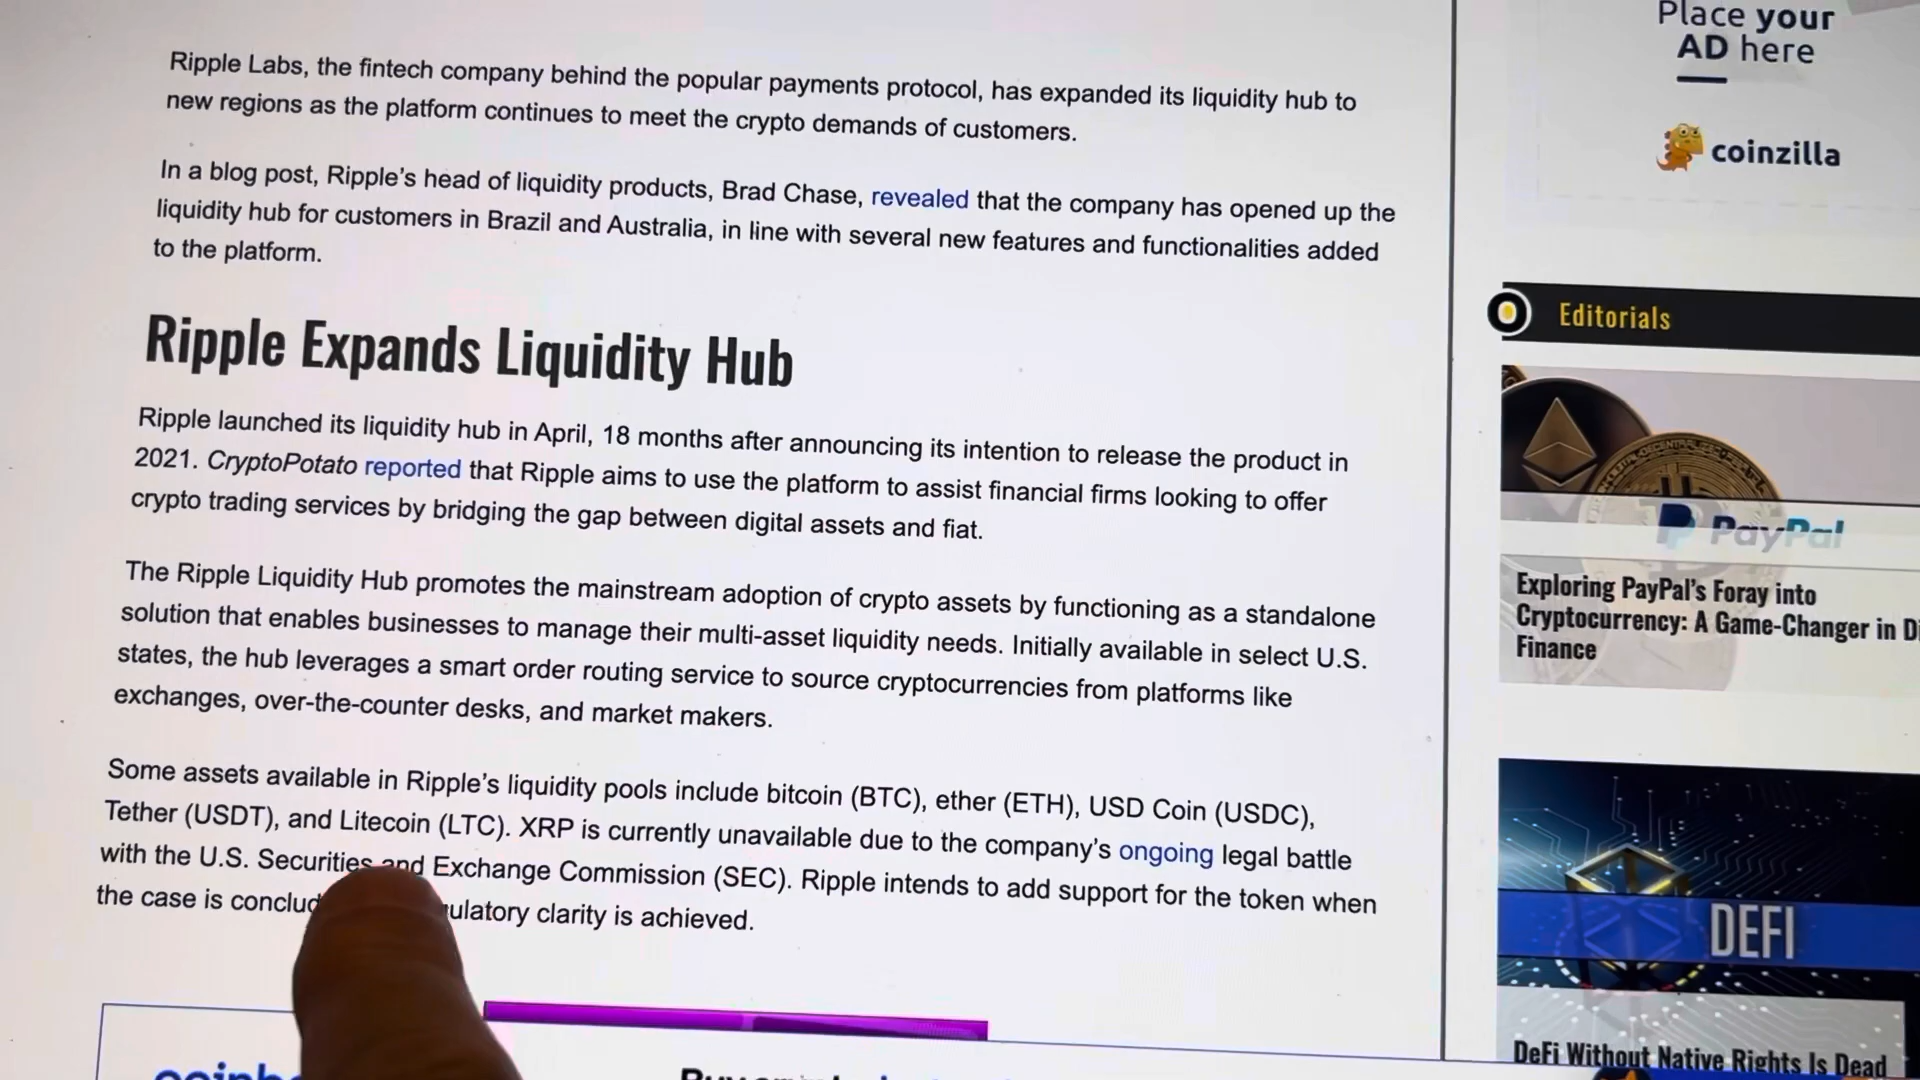 Ripple Labs, the fintech company behind the popular payments protocol, has expanded its liquidity hub to
new regions as the platform continues to meet the crypto demands of customers.
In a blog post, Ripple's head of liquidity products, Brad Chase, revealed that the company has opened up the
liquidity hub for customers in Brazil and Australia, in line with several new features and functionalities added
to the platform.
Ripple Expands Liquidity Hub
Ripple launched its liquidity hub in April, 18 months after announcing its intention to release the product in
2021. CryptoPotato reported that Ripple aims to use the platform to assist financial firms looking to offer
crypto trading services by bridging the gap between digital assets and fiat.
The Ripple Liquidity Hub promotes the mainstream adoption of crypto assets by functioning as a standalone
solution that enables businesses to manage their multi-asset liquidity needs. Initially available in select U.S.
states, the hub leverages a smart order routing service to source cryptocurrencies from platforms like
exchanges, over-the-counter desks, and market makers.
Some assets available in Ripple's liquidity pools include bitcoin (BTC), ether (ETH), USD Coin (USDC),
Tether (USDT), and Litecoin (LTC). XRP is currently unavailable due to the company's ongoing legal battle
with the U.S. Securities and Exchange Commission (SEC). Ripple intends to add support for the token when
the case is clarity is achieved.
Place your
AD here
coinzilla
Editorials
PayPal
Exploring PayPal's Foray into
Cryptocurrency: A Game-Changer in
Finance
DEFI
DeFi Without Native Rights Is Dead